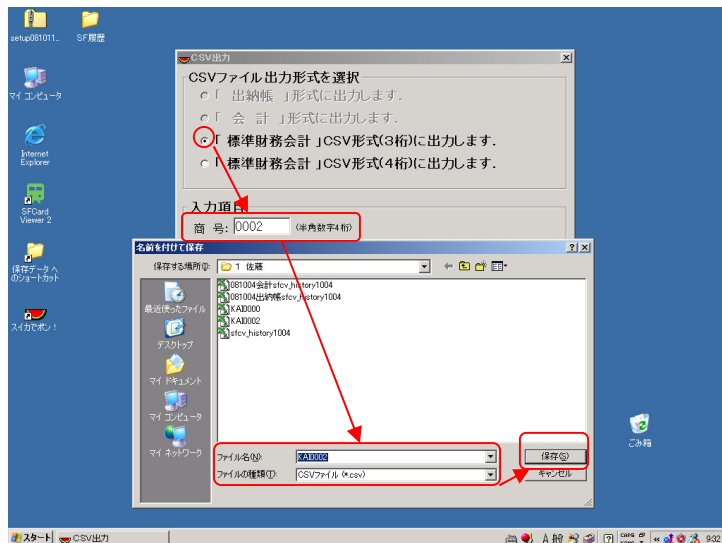 setup081011...
SF履歴
マイ コンピュータ
Internet
Explorer
SFCard
Viewer 2
保存データへ
のショートカット
スイカでポン！
ごみ箱
CSV出力
CSVファイル出力形式を選択
「 出納帳 」形式に出力します.
「 会 計 」形式に出力します.
「 標準財務会計 」CSV形式(3桁)に出力します.
「 標準財務会計 」CSV形式(4桁)に出力します.
入力項目
商 号: 0002 (半角数字4桁)
名前を付けて保存
保存する場所(I): 1 佐藤
最近使ったファイル
デスクトップ
マイ ドキュメント
マイ コンピュータ
マイ ネットワーク
081004会計sfcv_history1004
081004出納帳sfcv_history1004
KAI0000
KAI0002
sfcv_history1004
ファイル名(N): KAI0002 保存(S)
ファイルの種類(T): CSVファイル (*.csv) キャンセル
スタート CSV出力 A 般 CAPS 9:32